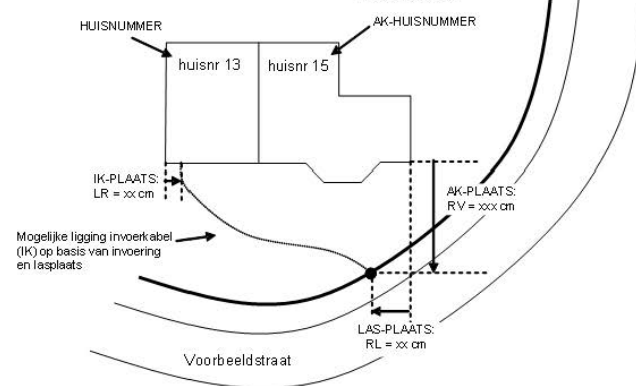 HUISNUMMER
AK-HUISNUMMER
huisnr 13
huisnr 15
IK-PLAATS:
LR = xx cm
AK-PLAATS:
RV = xxx cm
Mogelijke ligging invoerkabel
(IK) op basis van invoering
en lasplaats
LAS-PLAATS:
RL = xx cm
Voorbeeldstraat